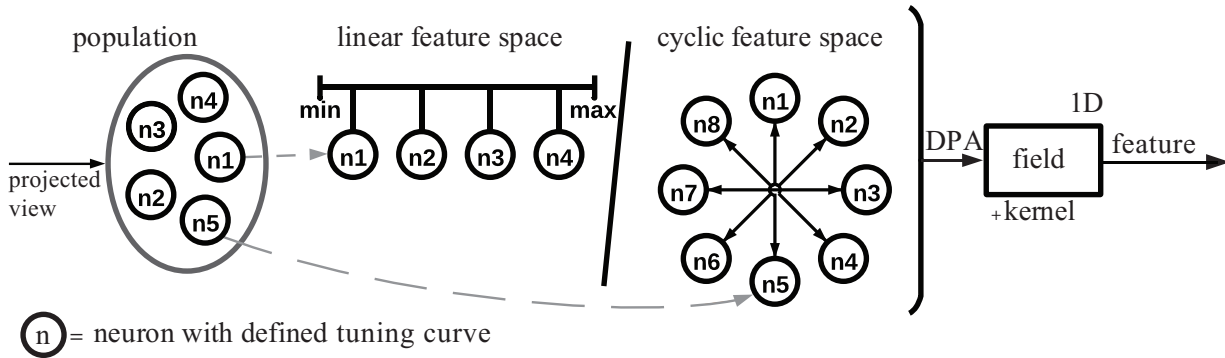 population
linear feature space
cyclic feature space
n4
n3
n1
n2
n5
projected
view
min
max
n1
n2
n3
n4
n1
n2
n3
n4
n5
n6
n7
n8
DPA
1D
field
+kernel
feature
n = neuron with defined tuning curve